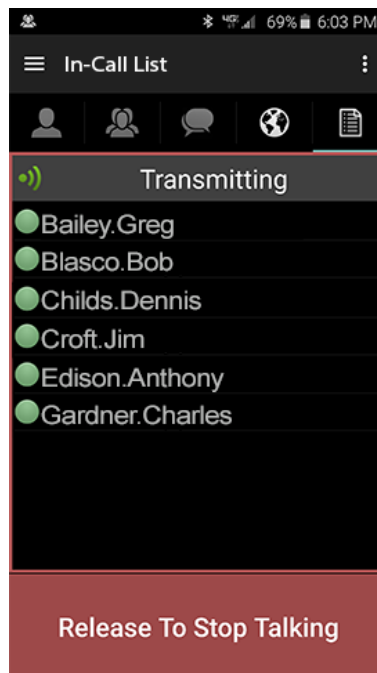 4G 69% 6:03 PM
In-Call List
Transmitting
Bailey.Greg
Blasco.Bob
Childs.Dennis
Croft.Jim
Edison.Anthony
Gardner.Charles
Release To Stop Talking